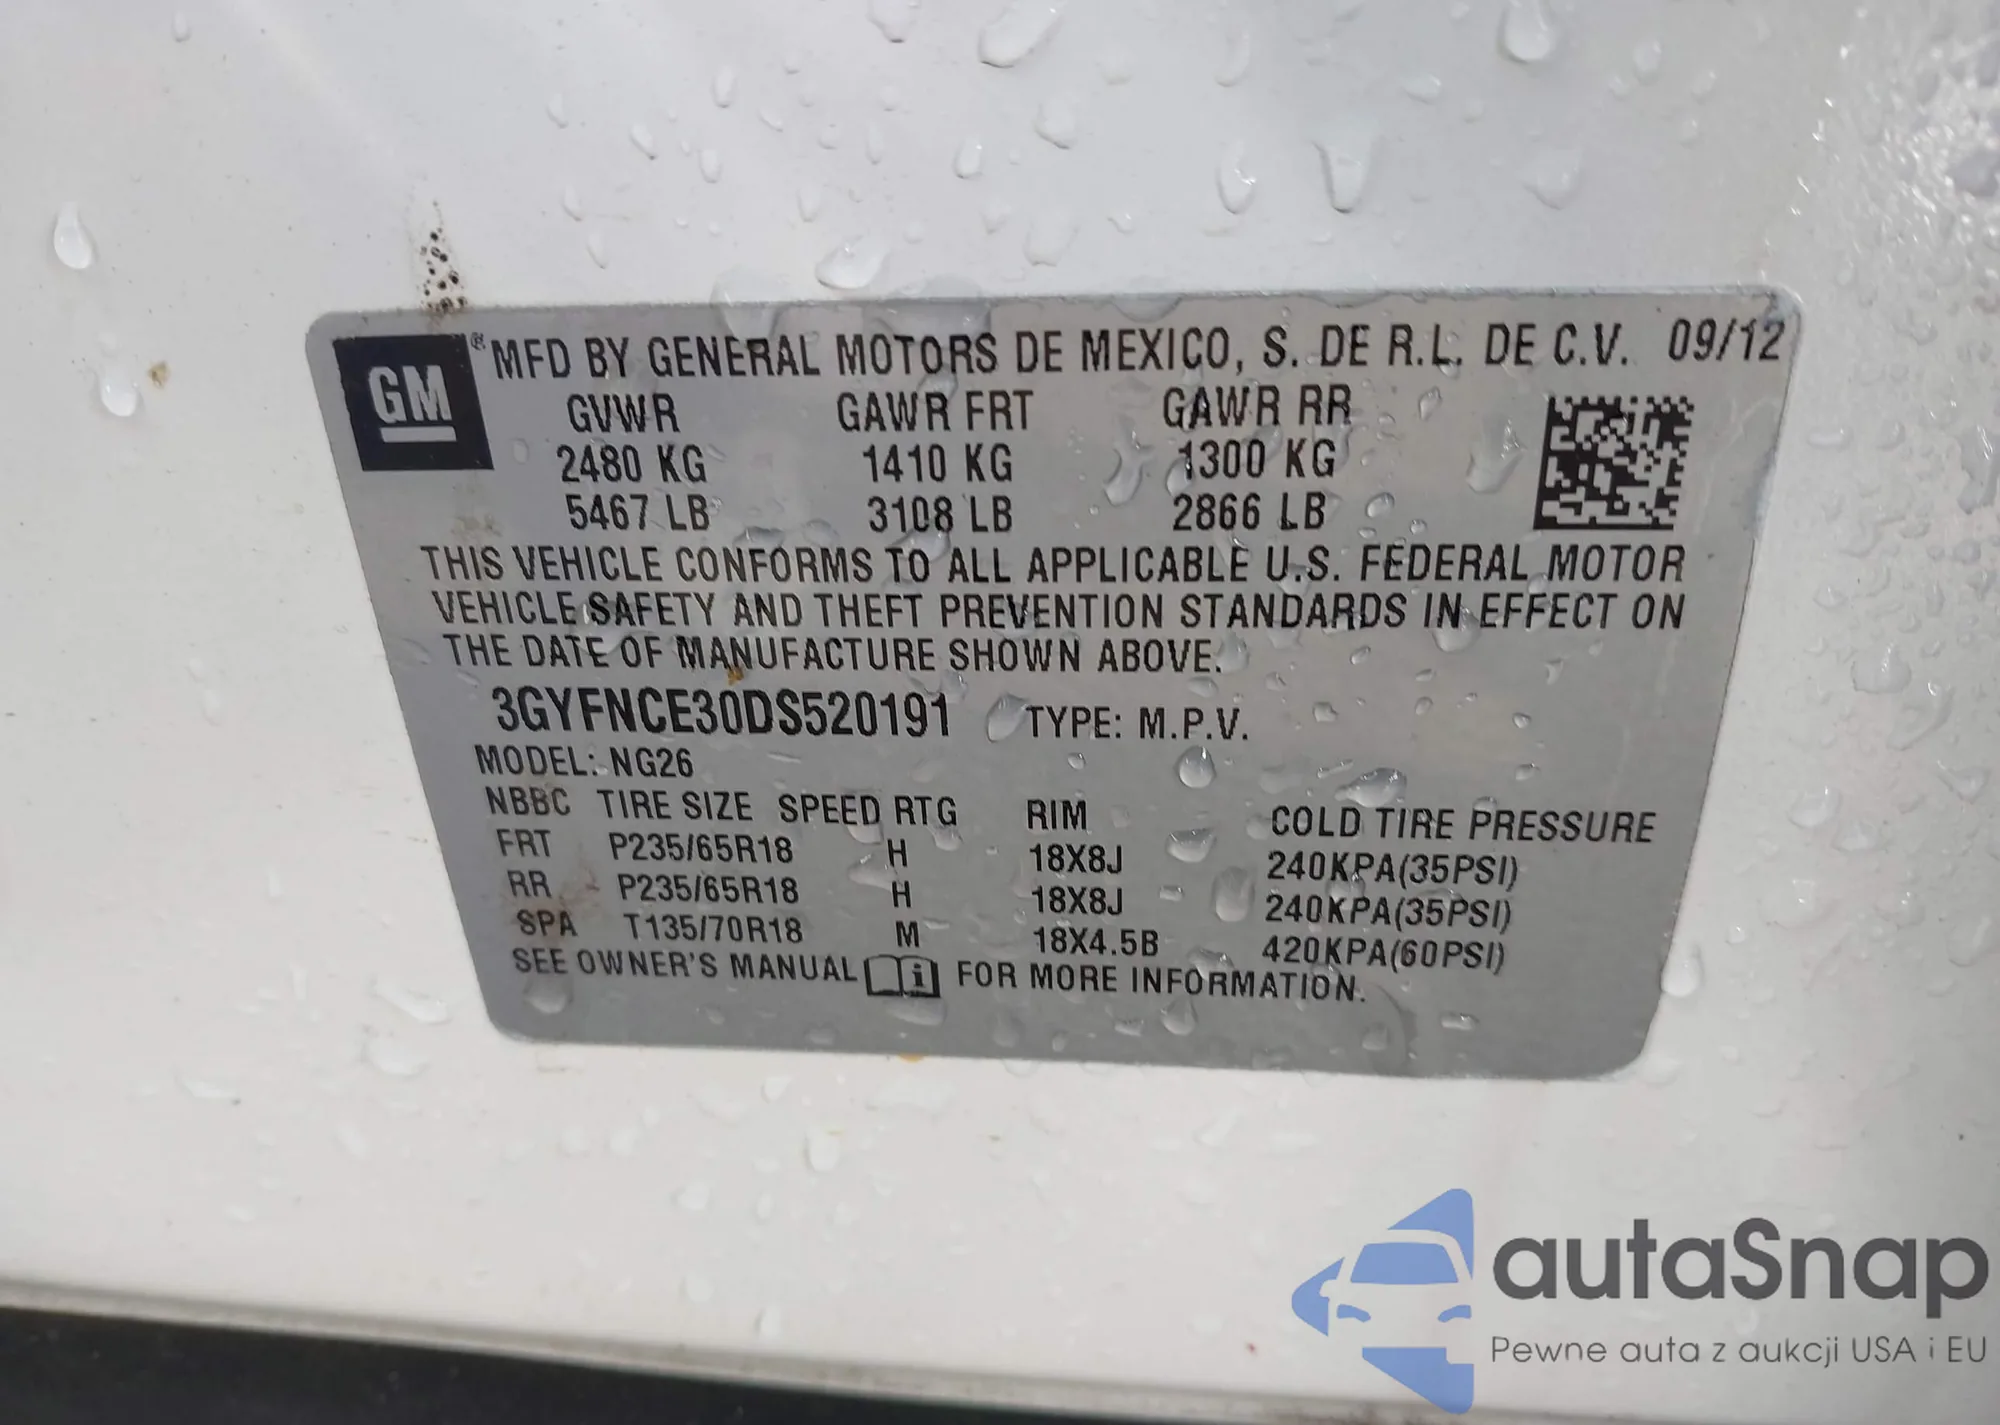 GM ® MFD BY GENERAL MOTORS DE MEXICO, S. DE R.L. DE C.V. 09/12
GVWR GAWR FRT GAWR RR
2480 KG 1410 KG 1300 KG
5467 LB 3108 LB 2866 LB
THIS VEHICLE CONFORMS TO ALL APPLICABLE U.S. FEDERAL MOTOR
VEHICLE SAFETY AND THEFT PREVENTION STANDARDS IN EFFECT ON
THE DATE OF MANUFACTURE SHOWN ABOVE.
3GYFNCE30DS520191 TYPE: M.P.V.
MODEL: NG26
NBBC TIRE SIZE SPEED RTG RIM COLD TIRE PRESSURE
FRT P235/65R18 H 18X8J 240KPA(35PSI)
RR P235/65R18 H 18X8J 240KPA(35PSI)
SPA T135/70R18 M 18X4.5B 420KPA(60PSI)
SEE OWNER'S MANUAL i FOR MORE INFORMATION.
autaSnap
Pewne auta z aukcji USA i EU